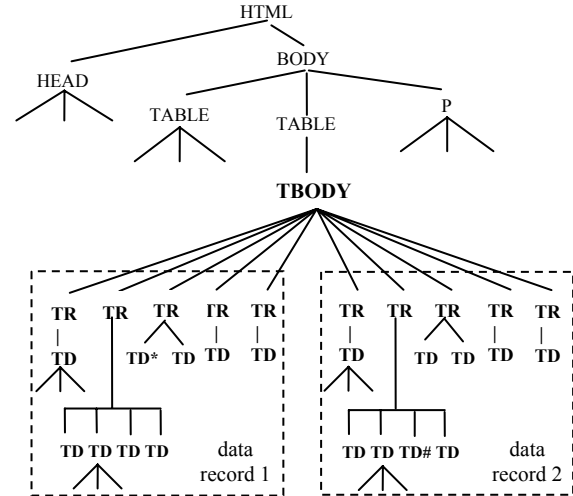 HTML
BODY
HEAD
TABLE
TABLE
P
TBODY
TR TR TR TR TR
TR TR TR TR TR
TD
TD* TD TD TD
TD
TD TD TD TD
TD TD TD TD
data
record 1
TD TD TD# TD
data
record 2